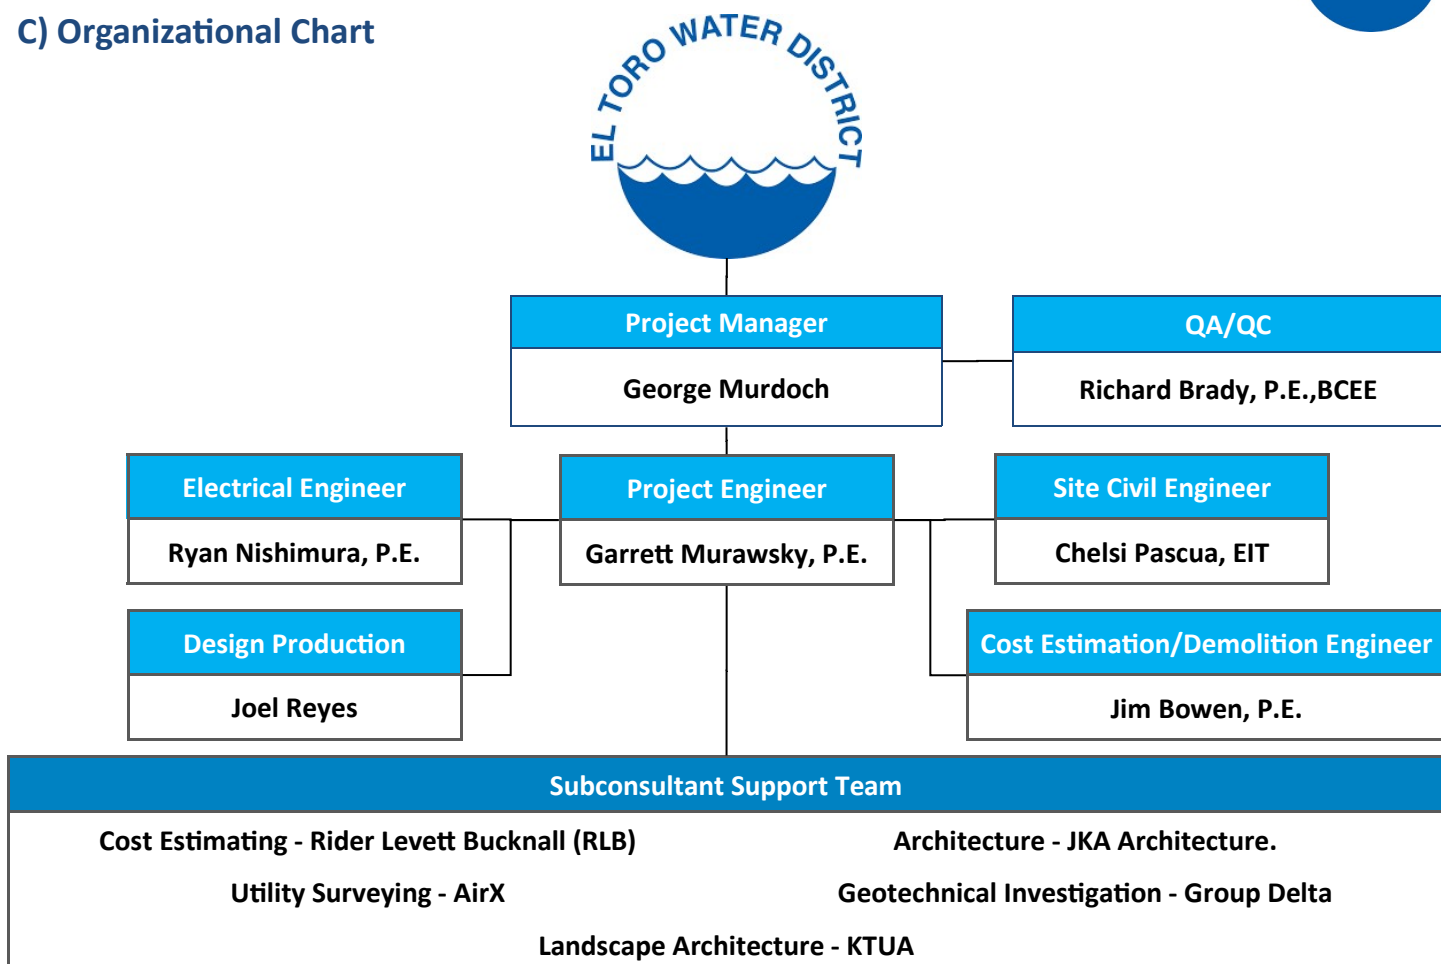 C) Organizational Chart
EL TORO WATER DISTRICT
Project Manager
George Murdoch
QA/QC
Richard Brady, P.E.,BCEE
Electrical Engineer
Ryan Nishimura, P.E.
Project Engineer
Garrett Murawsky, P.E.
Site Civil Engineer
Chelsi Pascua, EIT
Design Production
Joel Reyes
Cost Estimation/Demolition Engineer
Jim Bowen, P.E.
Subconsultant Support Team
Cost Estimating - Rider Levett Bucknall (RLB)
Architecture - JKA Architecture.
Utility Surveying - AirX
Geotechnical Investigation - Group Delta
Landscape Architecture - KTUA